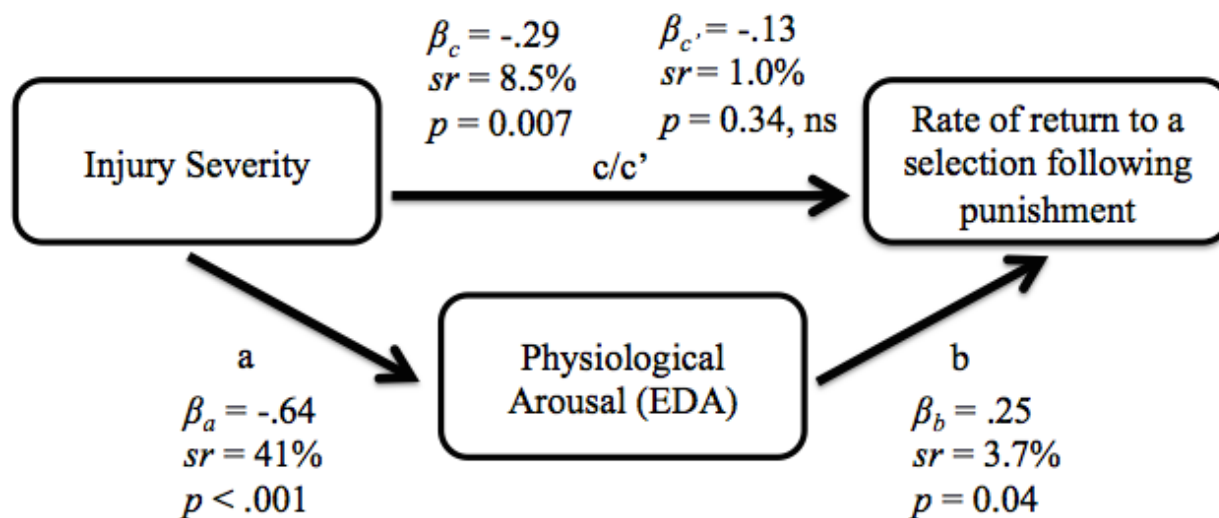 βc = -.29
sr = 8.5%
p = 0.007
βc’ = -.13
sr = 1.0%
p = 0.34, ns
Injury Severity
c/c’
Rate of return to a
selection following
punishment
a
βa = -.64
sr = 41%
p < .001
Physiological
Arousal (EDA)
b
βb = .25
sr = 3.7%
p = 0.04